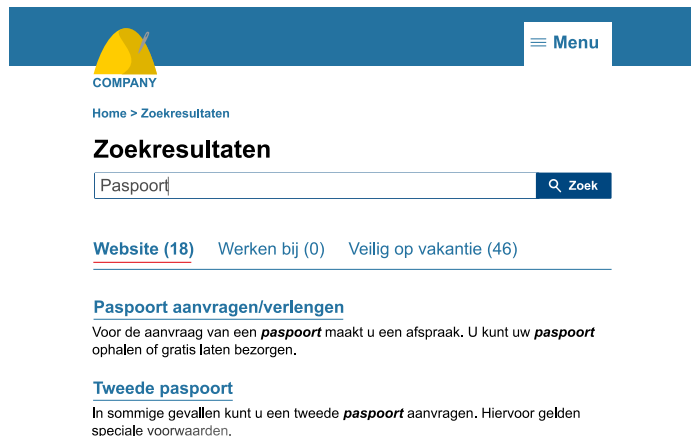 Menu
COMPANY
Home > Zoekresultaten
Zoekresultaten
Paspoort
Zoek
Website (18) Werken bij (0) Veilig op vakantie (46)
Paspoort aanvragen/verlengen
Voor de aanvraag van een paspoort maakt u een afspraak. U kunt uw paspoort
ophalen of gratis laten bezorgen.
Tweede paspoort
In sommige gevallen kunt u een tweede paspoort aanvragen. Hiervoor gelden
speciale voorwaarden.